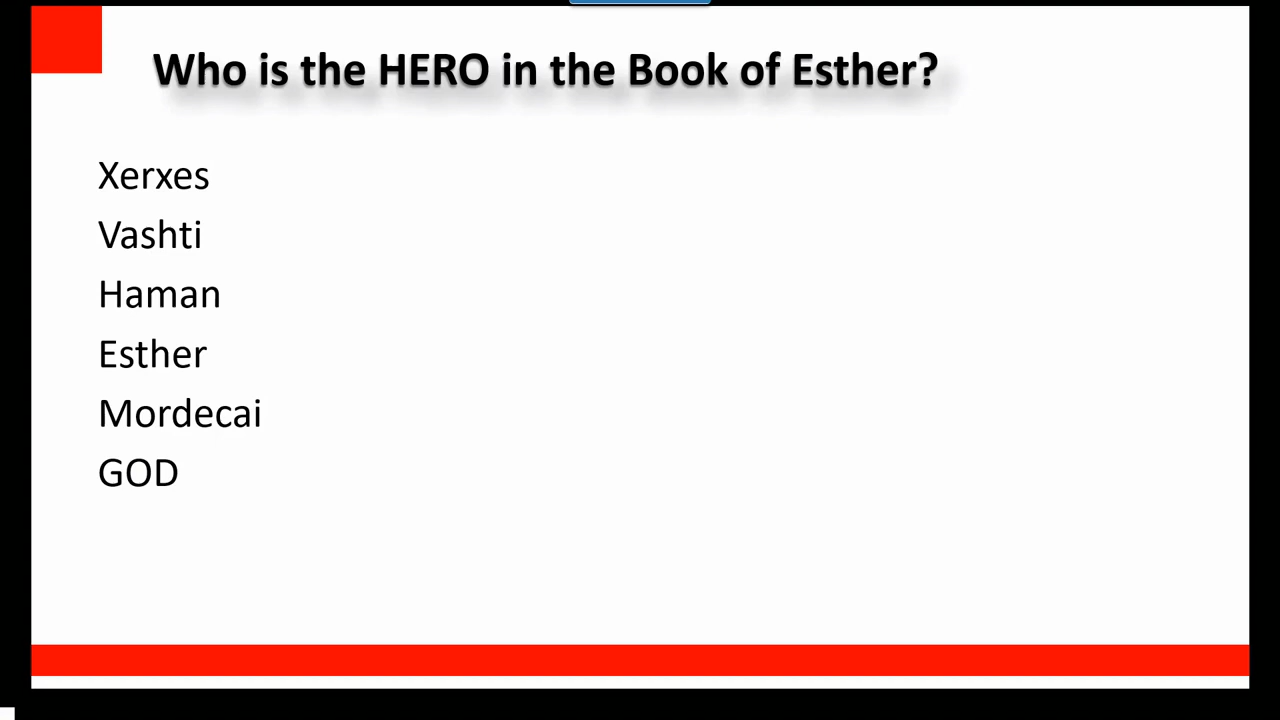 Who is the HERO in the Book of Esther?
Xerxes
Vashti
Haman
Esther
Mordecai
GOD